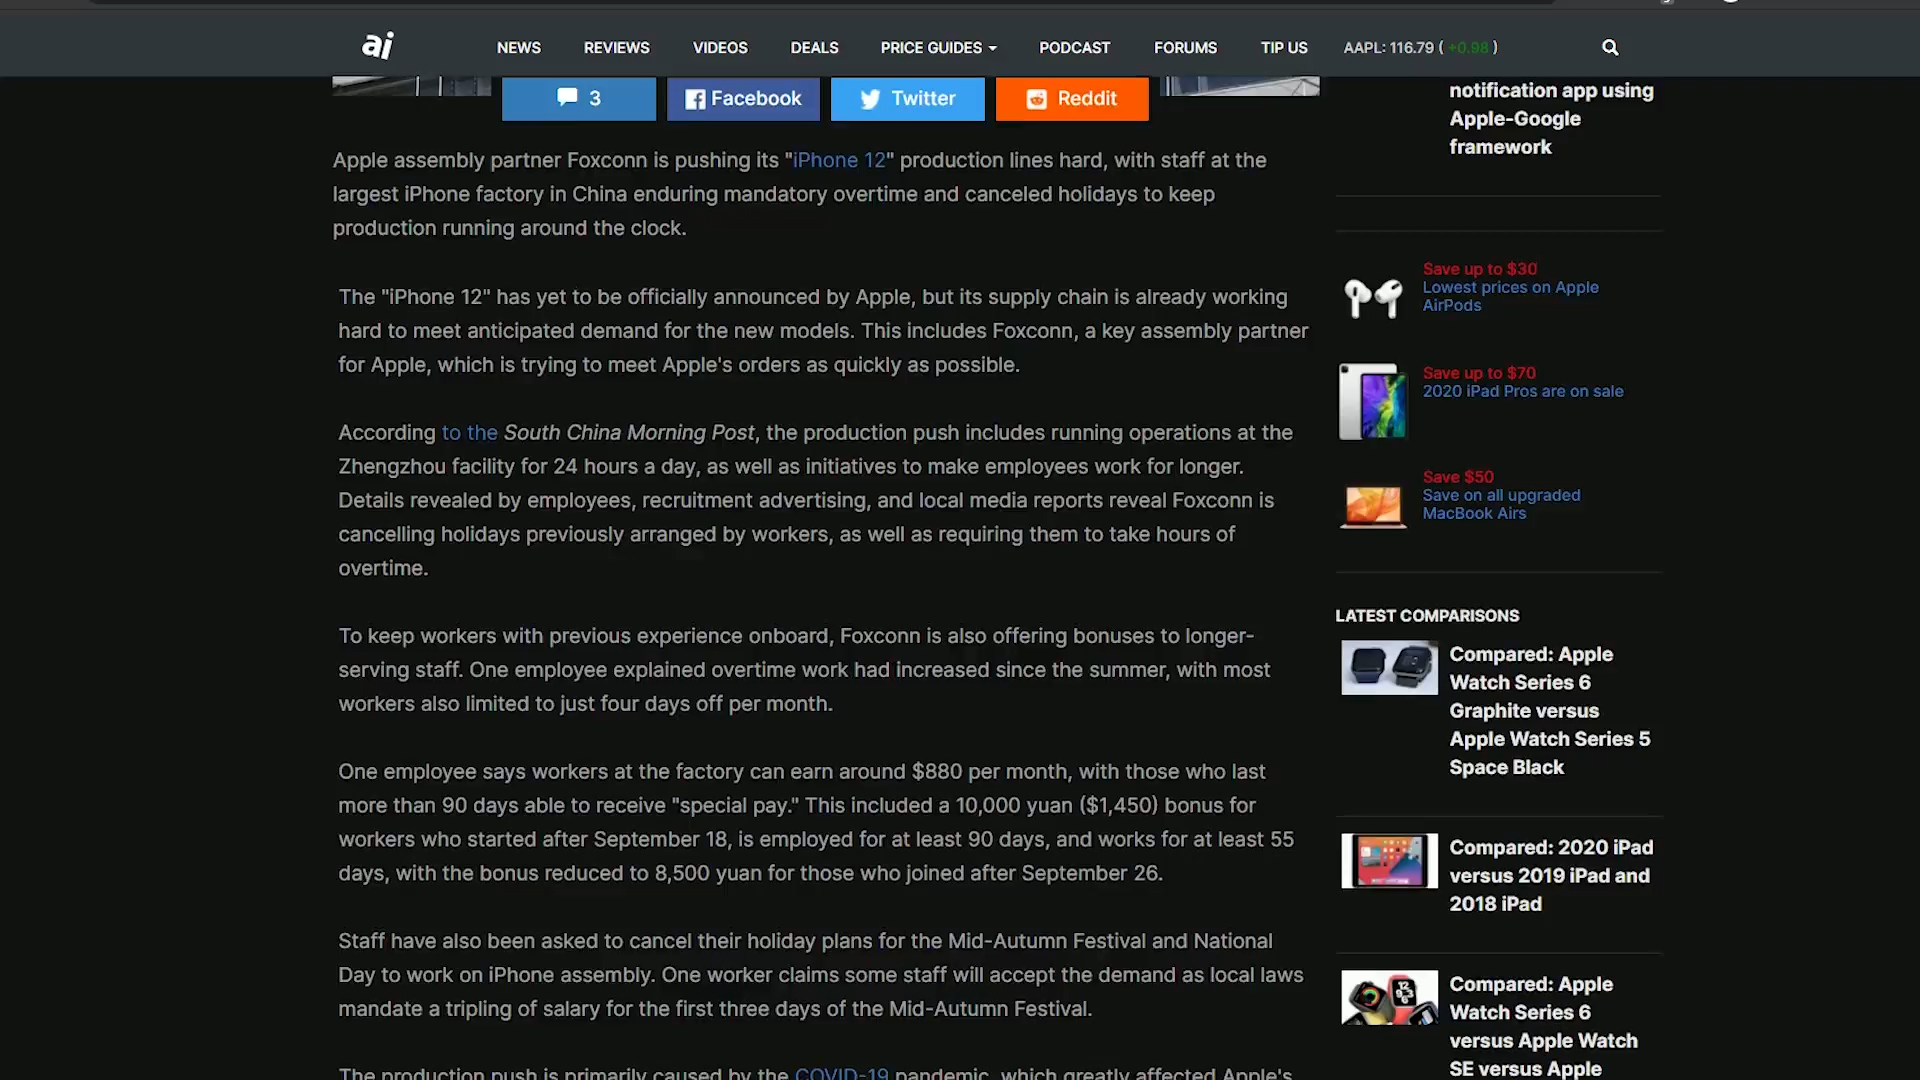 ai
NEWS
REVIEWS
VIDEOS
DEALS
PRICE GUIDES
PODCAST
FORUMS
TIP US
AAPL: 116.79 ( +0.98 )
3
Facebook
Twitter
Reddit
Apple assembly partner Foxconn is pushing its "iPhone 12" production lines hard, with staff at the
largest iPhone factory in China enduring mandatory overtime and canceled holidays to keep
production running around the clock.
The "iPhone 12" has yet to be officially announced by Apple, but its supply chain is already working
hard to meet anticipated demand for the new models. This includes Foxconn, a key assembly partner
for Apple, which is trying to meet Apple's orders as quickly as possible.
According to the South China Morning Post, the production push includes running operations at the
Zhengzhou facility for 24 hours a day, as well as initiatives to make employees work for longer.
Details revealed by employees, recruitment advertising, and local media reports reveal Foxconn is
cancelling holidays previously arranged by workers, as well as requiring them to take hours of
overtime.
To keep workers with previous experience onboard, Foxconn is also offering bonuses to longer-
serving staff. One employee explained overtime work had increased since the summer, with most
workers also limited to just four days off per month.
One employee says workers at the factory can earn around $880 per month, with those who last
more than 90 days able to receive "special pay." This included a 10,000 yuan ($1,450) bonus for
workers who started after September 18, is employed for at least 90 days, and works for at least 55
days, with the bonus reduced to 8,500 yuan for those who joined after September 26.
Staff have also been asked to cancel their holiday plans for the Mid-Autumn Festival and National
Day to work on iPhone assembly. One worker claims some staff will accept the demand as local laws
mandate a tripling of salary for the first three days of the Mid-Autumn Festival.
The production push is primarily caused by the COVID-19 pandemic, which greatly affected Apple's
notification app using
Apple-Google
framework
Save up to $30
Lowest prices on Apple
AirPods
Save up to $70
2020 iPad Pros are on sale
Save $50
Save on all upgraded
MacBook Airs
LATEST COMPARISONS
Compared: Apple
Watch Series 6
Graphite versus
Apple Watch Series 5
Space Black
Compared: 2020 iPad
versus 2019 iPad and
2018 iPad
Compared: Apple
Watch Series 6
versus Apple Watch
SE versus Apple